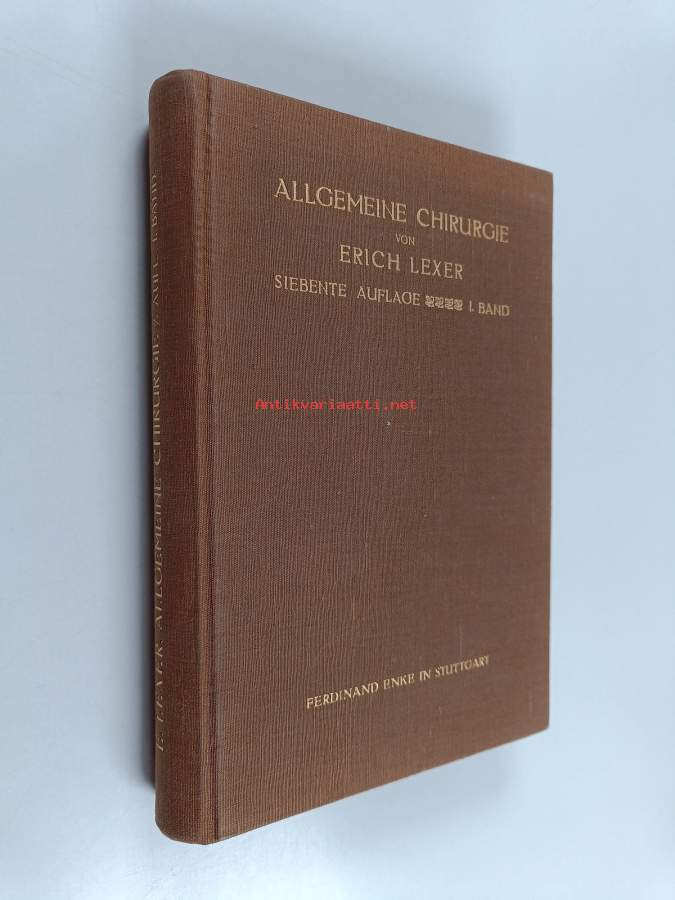 ALLGEMEINE CHIRURGIE
VON
ERICH LEXER
SIEBENTE AUFLAGE I. BAND
Antikvariaatti.net
FERDINAND ENKE IN STUTTGART
E. LEXER ALLGEMEINE CHIRURGIE 7. AUFL. I. BAND